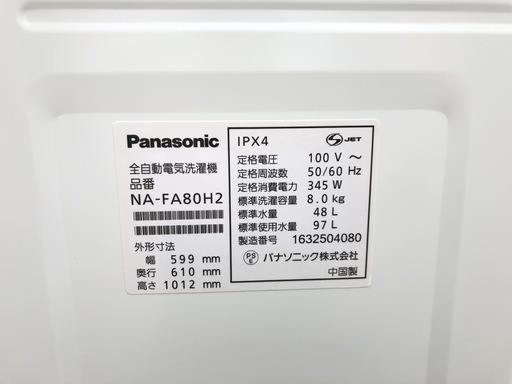 Panasonic
全自動電気洗濯機
品番
NA-FA80H2
外形寸法
幅 599 mm
奥行 610 mm
高さ 1012 mm
IPX4
S JET
定格電圧 100 V ～
定格周波数 50/60 Hz
定格消費電力 345 W
標準洗濯容量 8.0 kg
標準水量 48 L
標準使用水量 97 L
製造番号 1632504080
PS E パナソニック株式会社
中国製